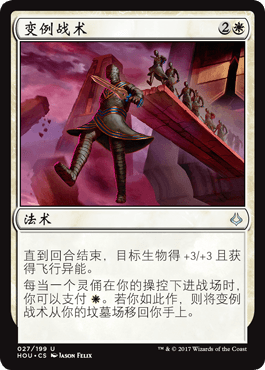 变例战术 2
法术
直到回合结束，目标生物得+3/+3且获
得飞行异能。
每当一个灵俑在你的操控下进战场时，
你可以支付 。若你如此作，则将变例
战术从你的坟墓场移回你手上。
027/199 U
HOU • CS JASON FELIX
™ & © 2017 Wizards of the Coast